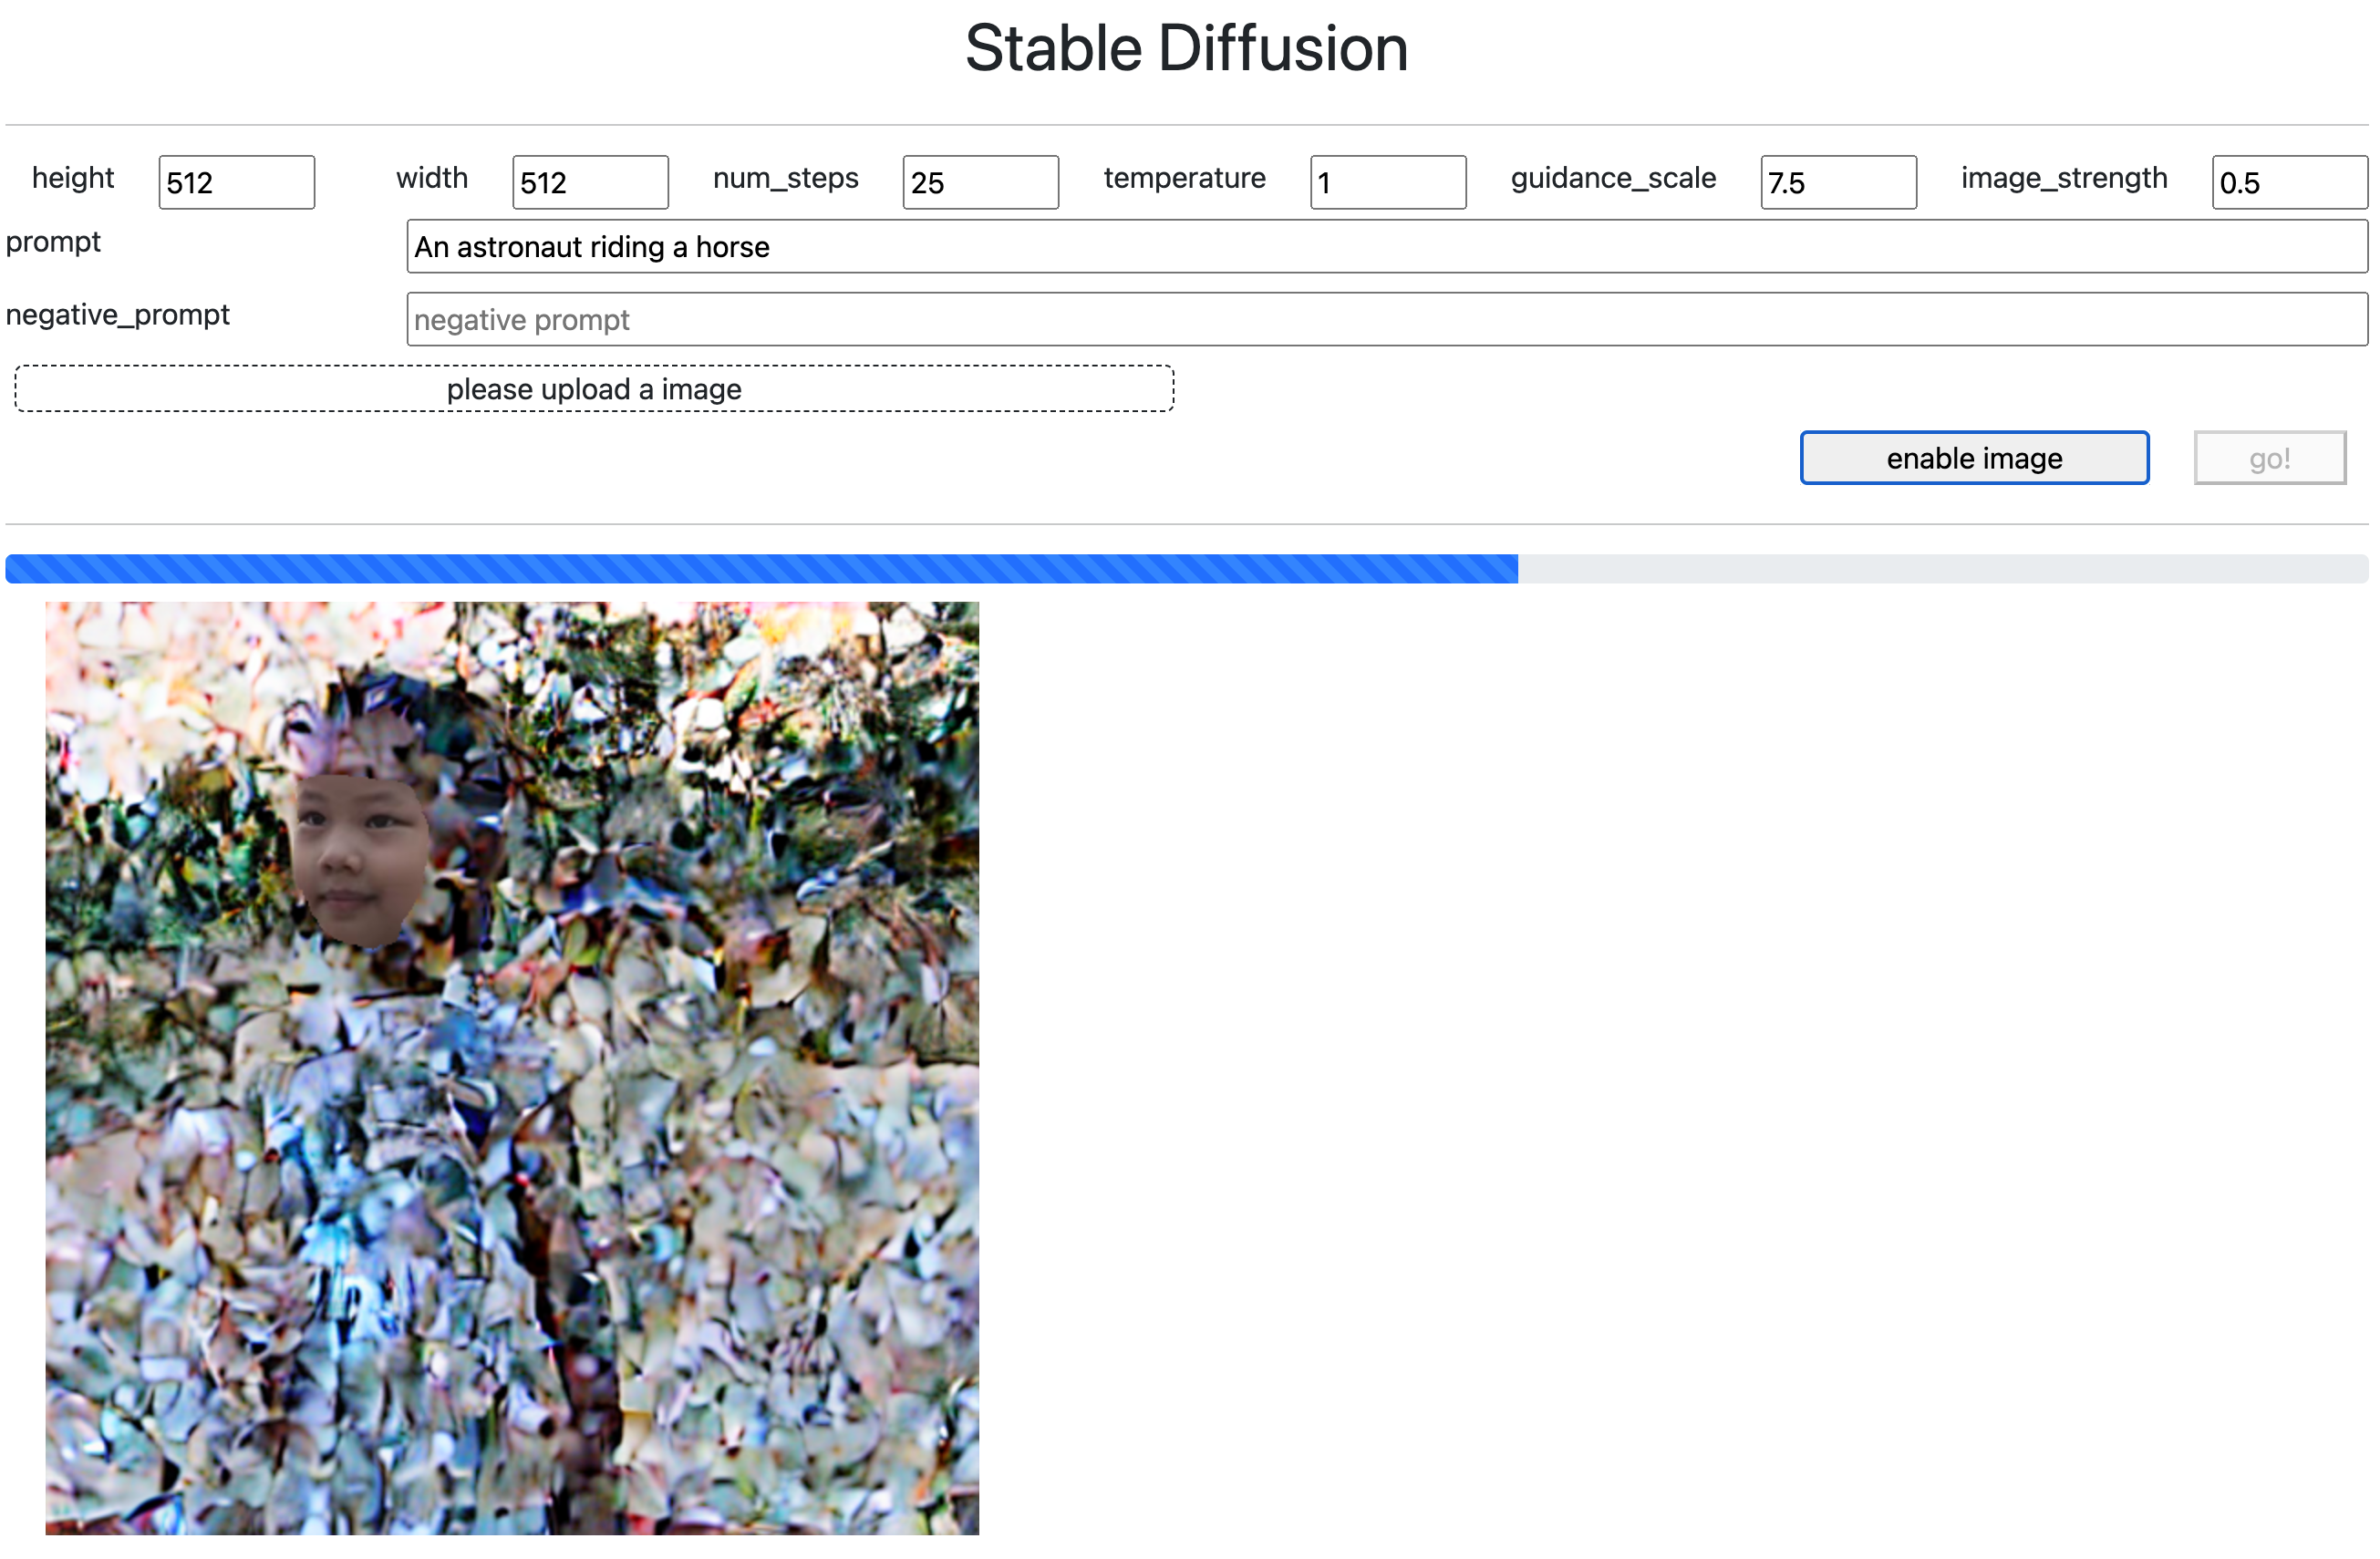 Stable Diffusion
height 512 width 512 num_steps 25 temperature 1 guidance_scale 7.5 image_strength 0.5
prompt An astronaut riding a horse
negative_prompt negative prompt
please upload a image
enable image go!